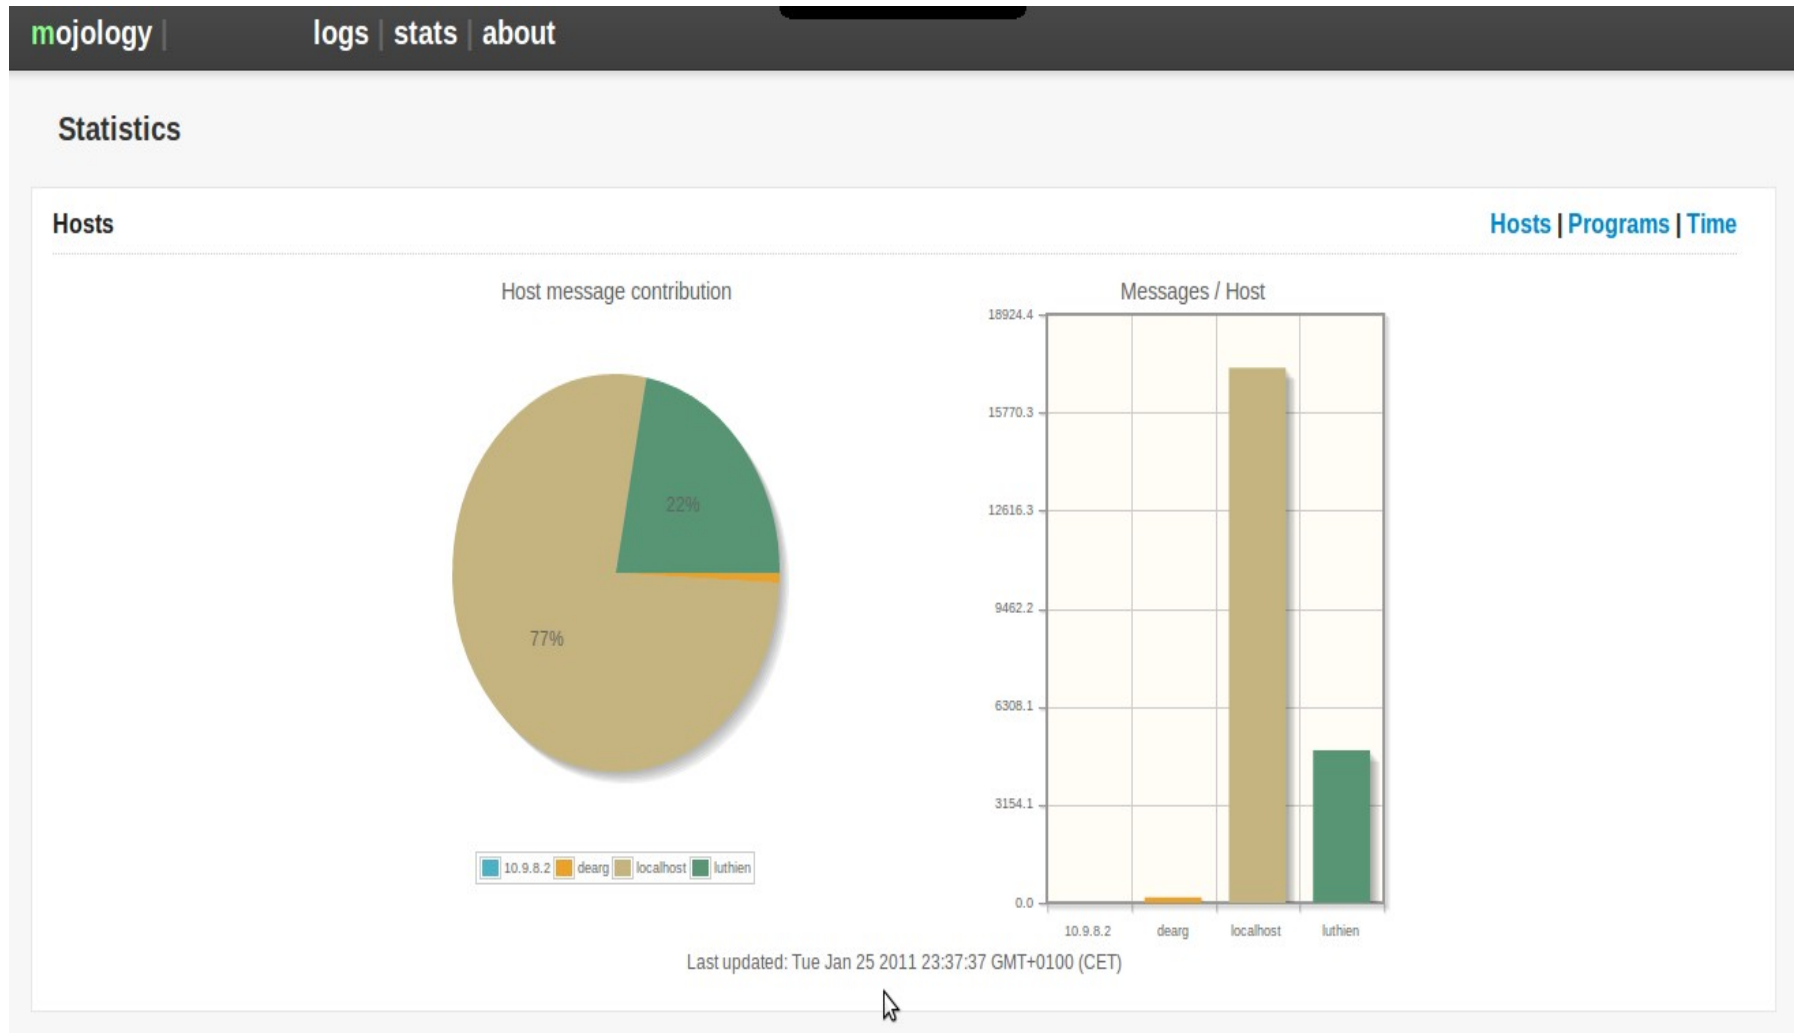 mojology | logs | stats | about
Statistics
Hosts
Hosts | Programs | Time
Host message contribution
22%
77%
10.9.8.2 dearg localhost luthien
Messages / Host
18924.4
15770.3
12616.3
9462.2
6308.1
3154.1
0.0
10.9.8.2 dearg localhost luthien
Last updated: Tue Jan 25 2011 23:37:37 GMT+0100 (CET)